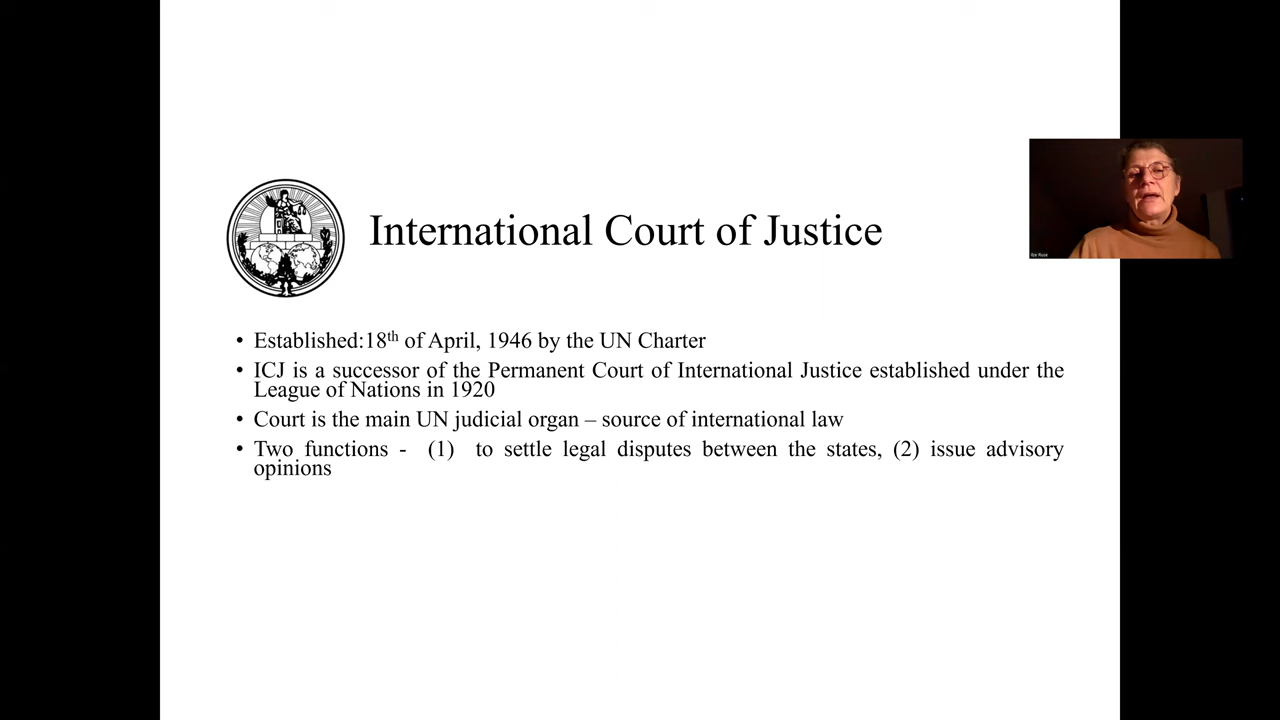 International Court of Justice
Ilze Ruse
• Established:18th of April, 1946 by the UN Charter
• ICJ is a successor of the Permanent Court of International Justice established under the
League of Nations in 1920
• Court is the main UN judicial organ – source of international law
• Two functions - (1) to settle legal disputes between the states, (2) issue advisory
opinions